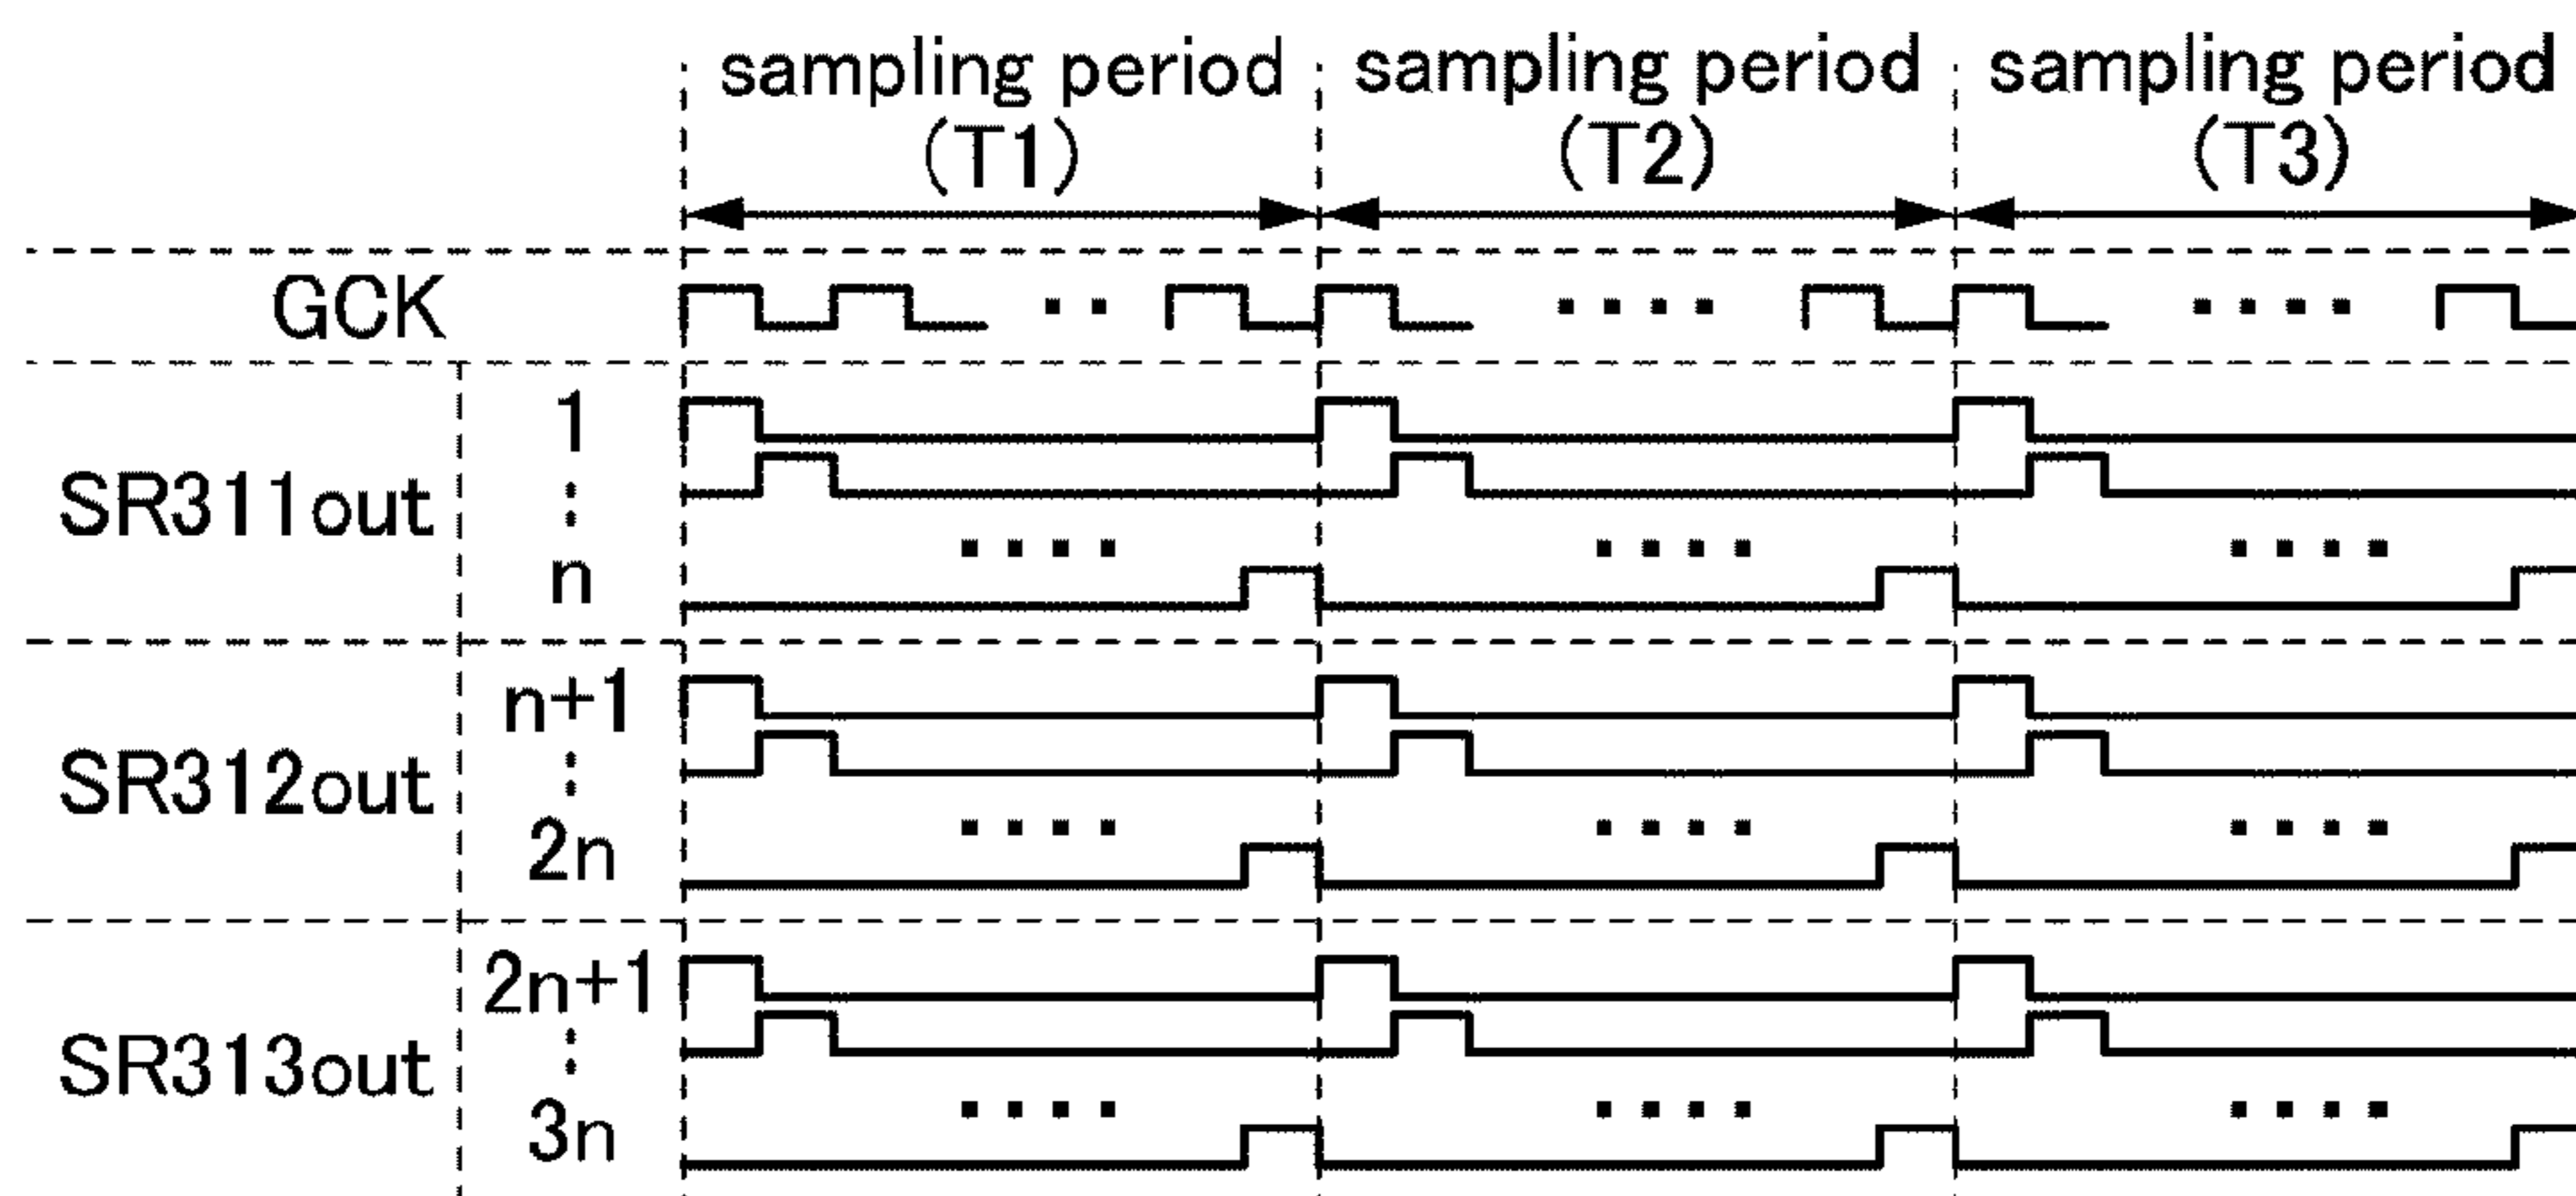 sampling period
(T1)
sampling period
(T2)
sampling period
(T3)
GCK
SR311out
1
n
SR312out
n+1
2n
SR313out
2n+1
3n